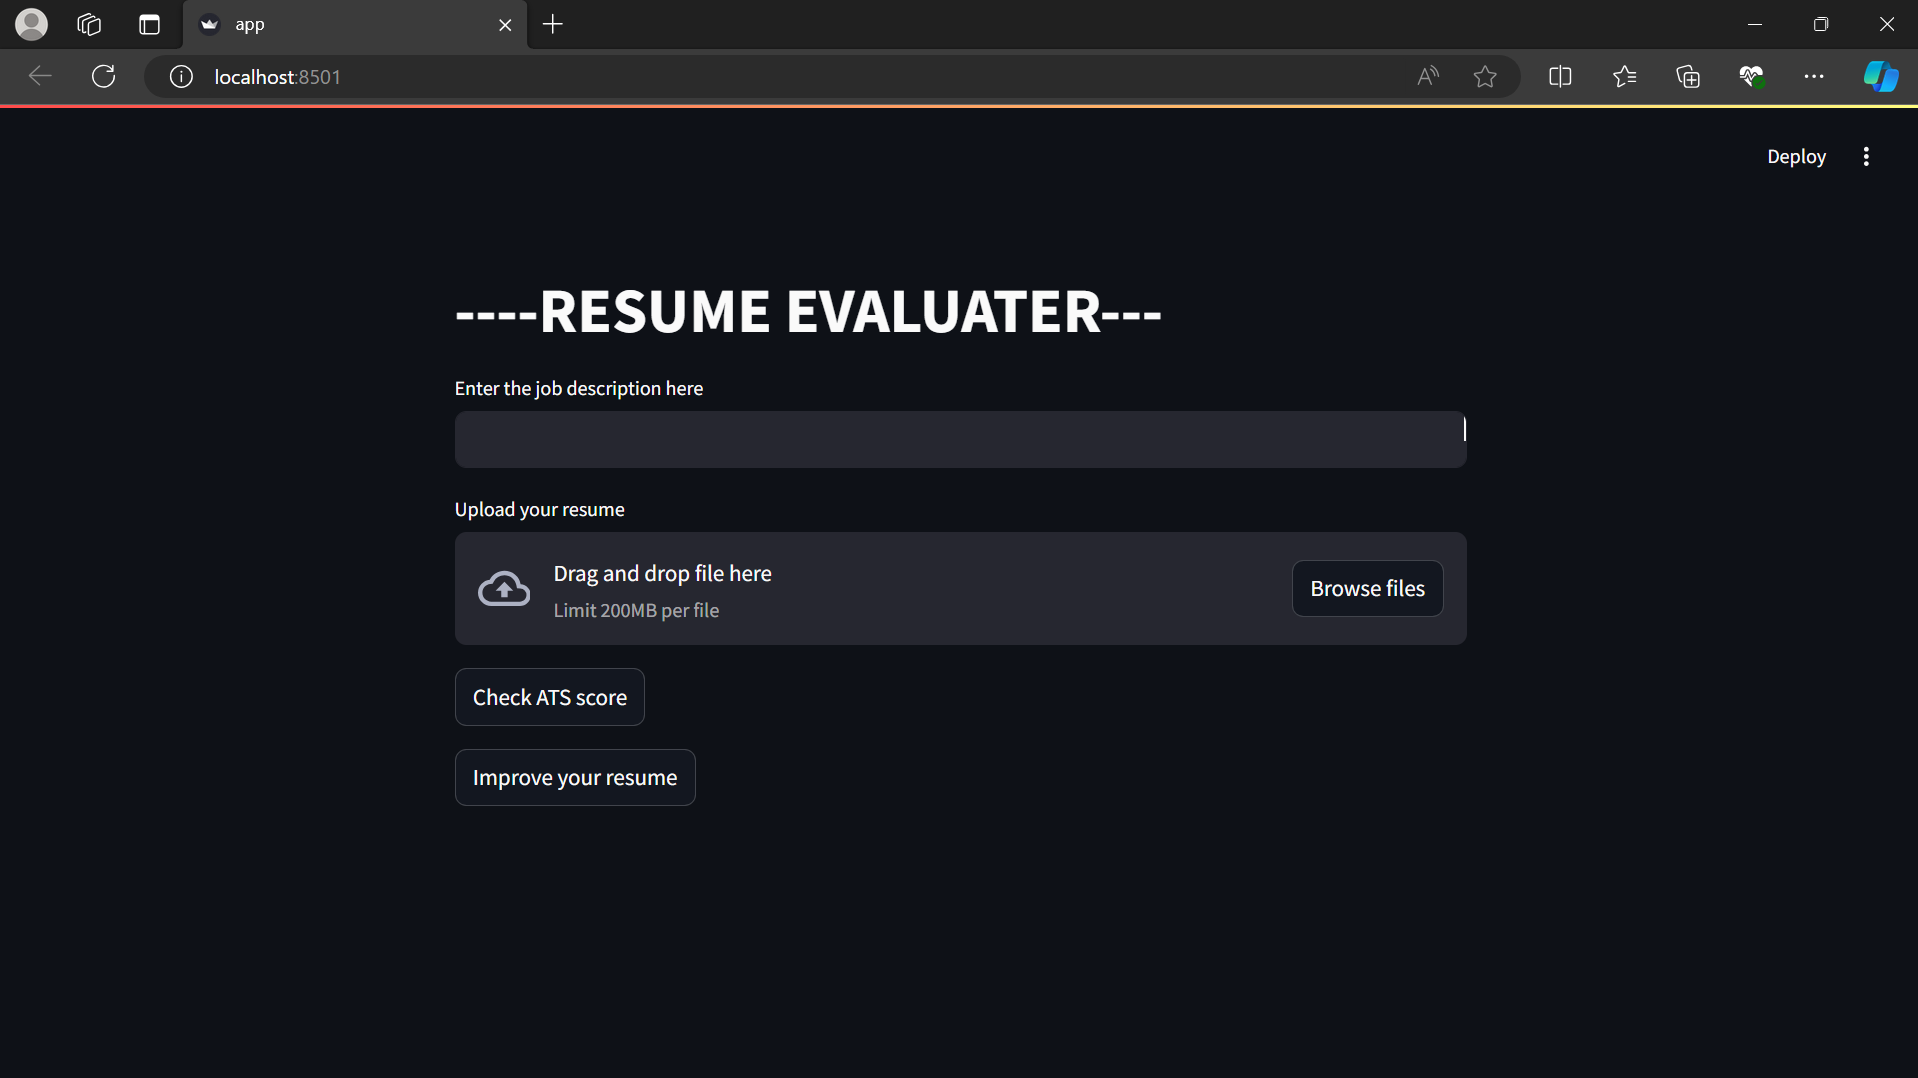 app
localhost:8501
Deploy
----RESUME EVALUATER---
Enter the job description here
Upload your resume
Drag and drop file here
Limit 200MB per file
Browse files
Check ATS score
Improve your resume